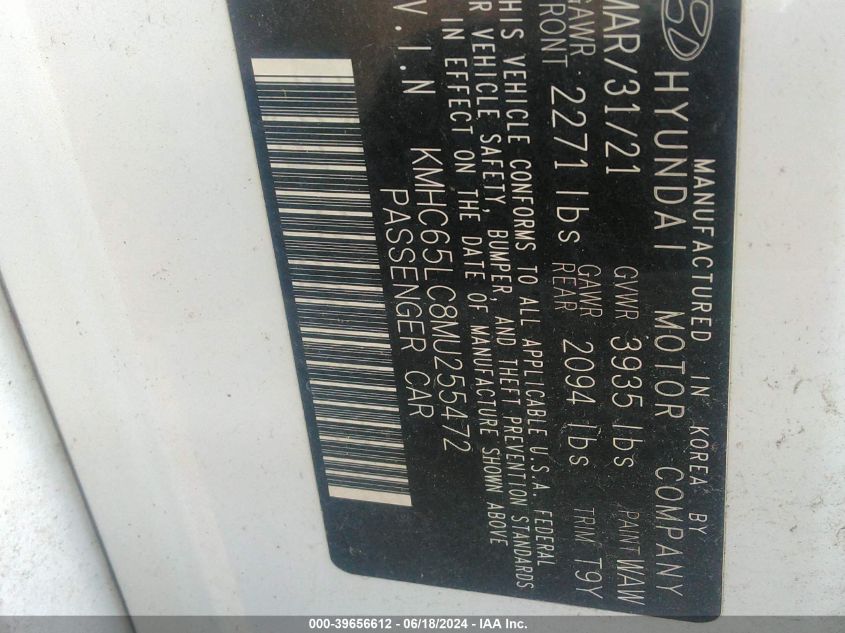 MANUFACTURED IN KOREA BY
HYUNDAI MOTOR COMPANY
MAR/31/21 GVWR 3935 lbs PAINT WAW
GAWR FRONT 2271 lbs GAWR REAR 2094 lbs TRIM T9Y
THIS VEHICLE CONFORMS TO ALL APPLICABLE U.S.A. FEDERAL
OR VEHICLE SAFETY, BUMPER, AND THEFT PREVENTION STANDARDS
IN EFFECT ON THE DATE OF MANUFACTURE SHOWN ABOVE
V.I.N KMHC65LC8MU255472
PASSENGER CAR
000-39656612 - 06/18/2024 - IAA Inc.